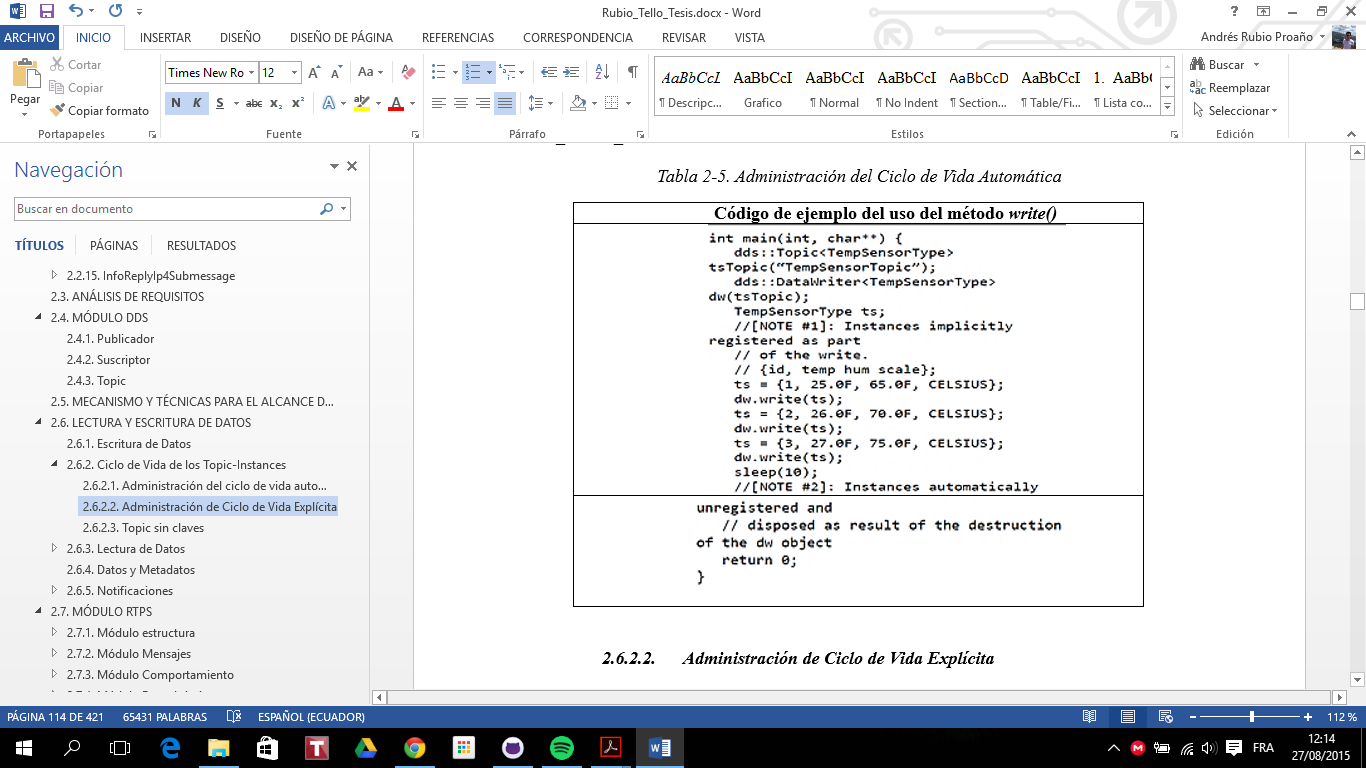 Rubio_Tello_Tesis.docx - Word
ARCHIVO INICIO INSERTAR DISEÑO DISEÑO DE PÁGINA REFERENCIAS CORRESPONDENCIA REVISAR VISTA
Andrés Rubio Proaño
Pegar
Cortar
Copiar
Copiar formato
Portapapeles
Times New Ro 12
N K S abc x₂ x²
Fuente
Párrafo
AaBbCcI AaBbCcI AaBbCcI AaBbCcI AaBbCcD AaBbCcI 1. AaBb(
¶ Descripc... Grafico ¶ Normal ¶ No Indent ¶ Section... ¶ Table/Fi... ¶ Lista co...
Estilos
Buscar
Reemplazar
Seleccionar
Edición
Navegación
Buscar en documento
TÍTULOS PÁGINAS RESULTADOS
2.2.15. InfoReplyIp4Submessage
2.3. ANÁLISIS DE REQUISITOS
2.4. MÓDULO DDS
2.4.1. Publicador
2.4.2. Suscriptor
2.4.3. Topic
2.5. MECANISMO Y TÉCNICAS PARA EL ALCANCE D...
2.6. LECTURA Y ESCRITURA DE DATOS
2.6.1. Escritura de Datos
2.6.2. Ciclo de Vida de los Topic-Instances
2.6.2.1. Administración del ciclo de vida auto...
2.6.2.2. Administración de Ciclo de Vida Explícita
2.6.2.3. Topic sin claves
2.6.3. Lectura de Datos
2.6.4. Datos y Metadatos
2.6.5. Notificaciones
2.7. MÓDULO RTPS
2.7.1. Módulo estructura
2.7.2. Módulo Mensajes
2.7.3. Módulo Comportamiento
Tabla 2-5. Administración del Ciclo de Vida Automática
Código de ejemplo del uso del método write()
int main(int, char**) {
dds::Topic<TempSensorType>
tsTopic(“TempSensorTopic”);
dds::DataWriter<TempSensorType>
dw(tsTopic);
TempSensorType ts;
//[NOTE #1]: Instances implicitly
registered as part
// of the write.
// {id, temp hum scale};
ts = {1, 25.0F, 65.0F, CELSIUS};
dw.write(ts);
ts = {2, 26.0F, 70.0F, CELSIUS};
dw.write(ts);
ts = {3, 27.0F, 75.0F, CELSIUS};
dw.write(ts);
sleep(10);
//[NOTE #2]: Instances automatically
unregistered and
// disposed as result of the destruction
of the dw object
return 0;
}
2.6.2.2. Administración de Ciclo de Vida Explícita
PÁGINA 114 DE 421 65431 PALABRAS ESPAÑOL (ECUADOR) 112 %
FRA
12:14
27/08/2015